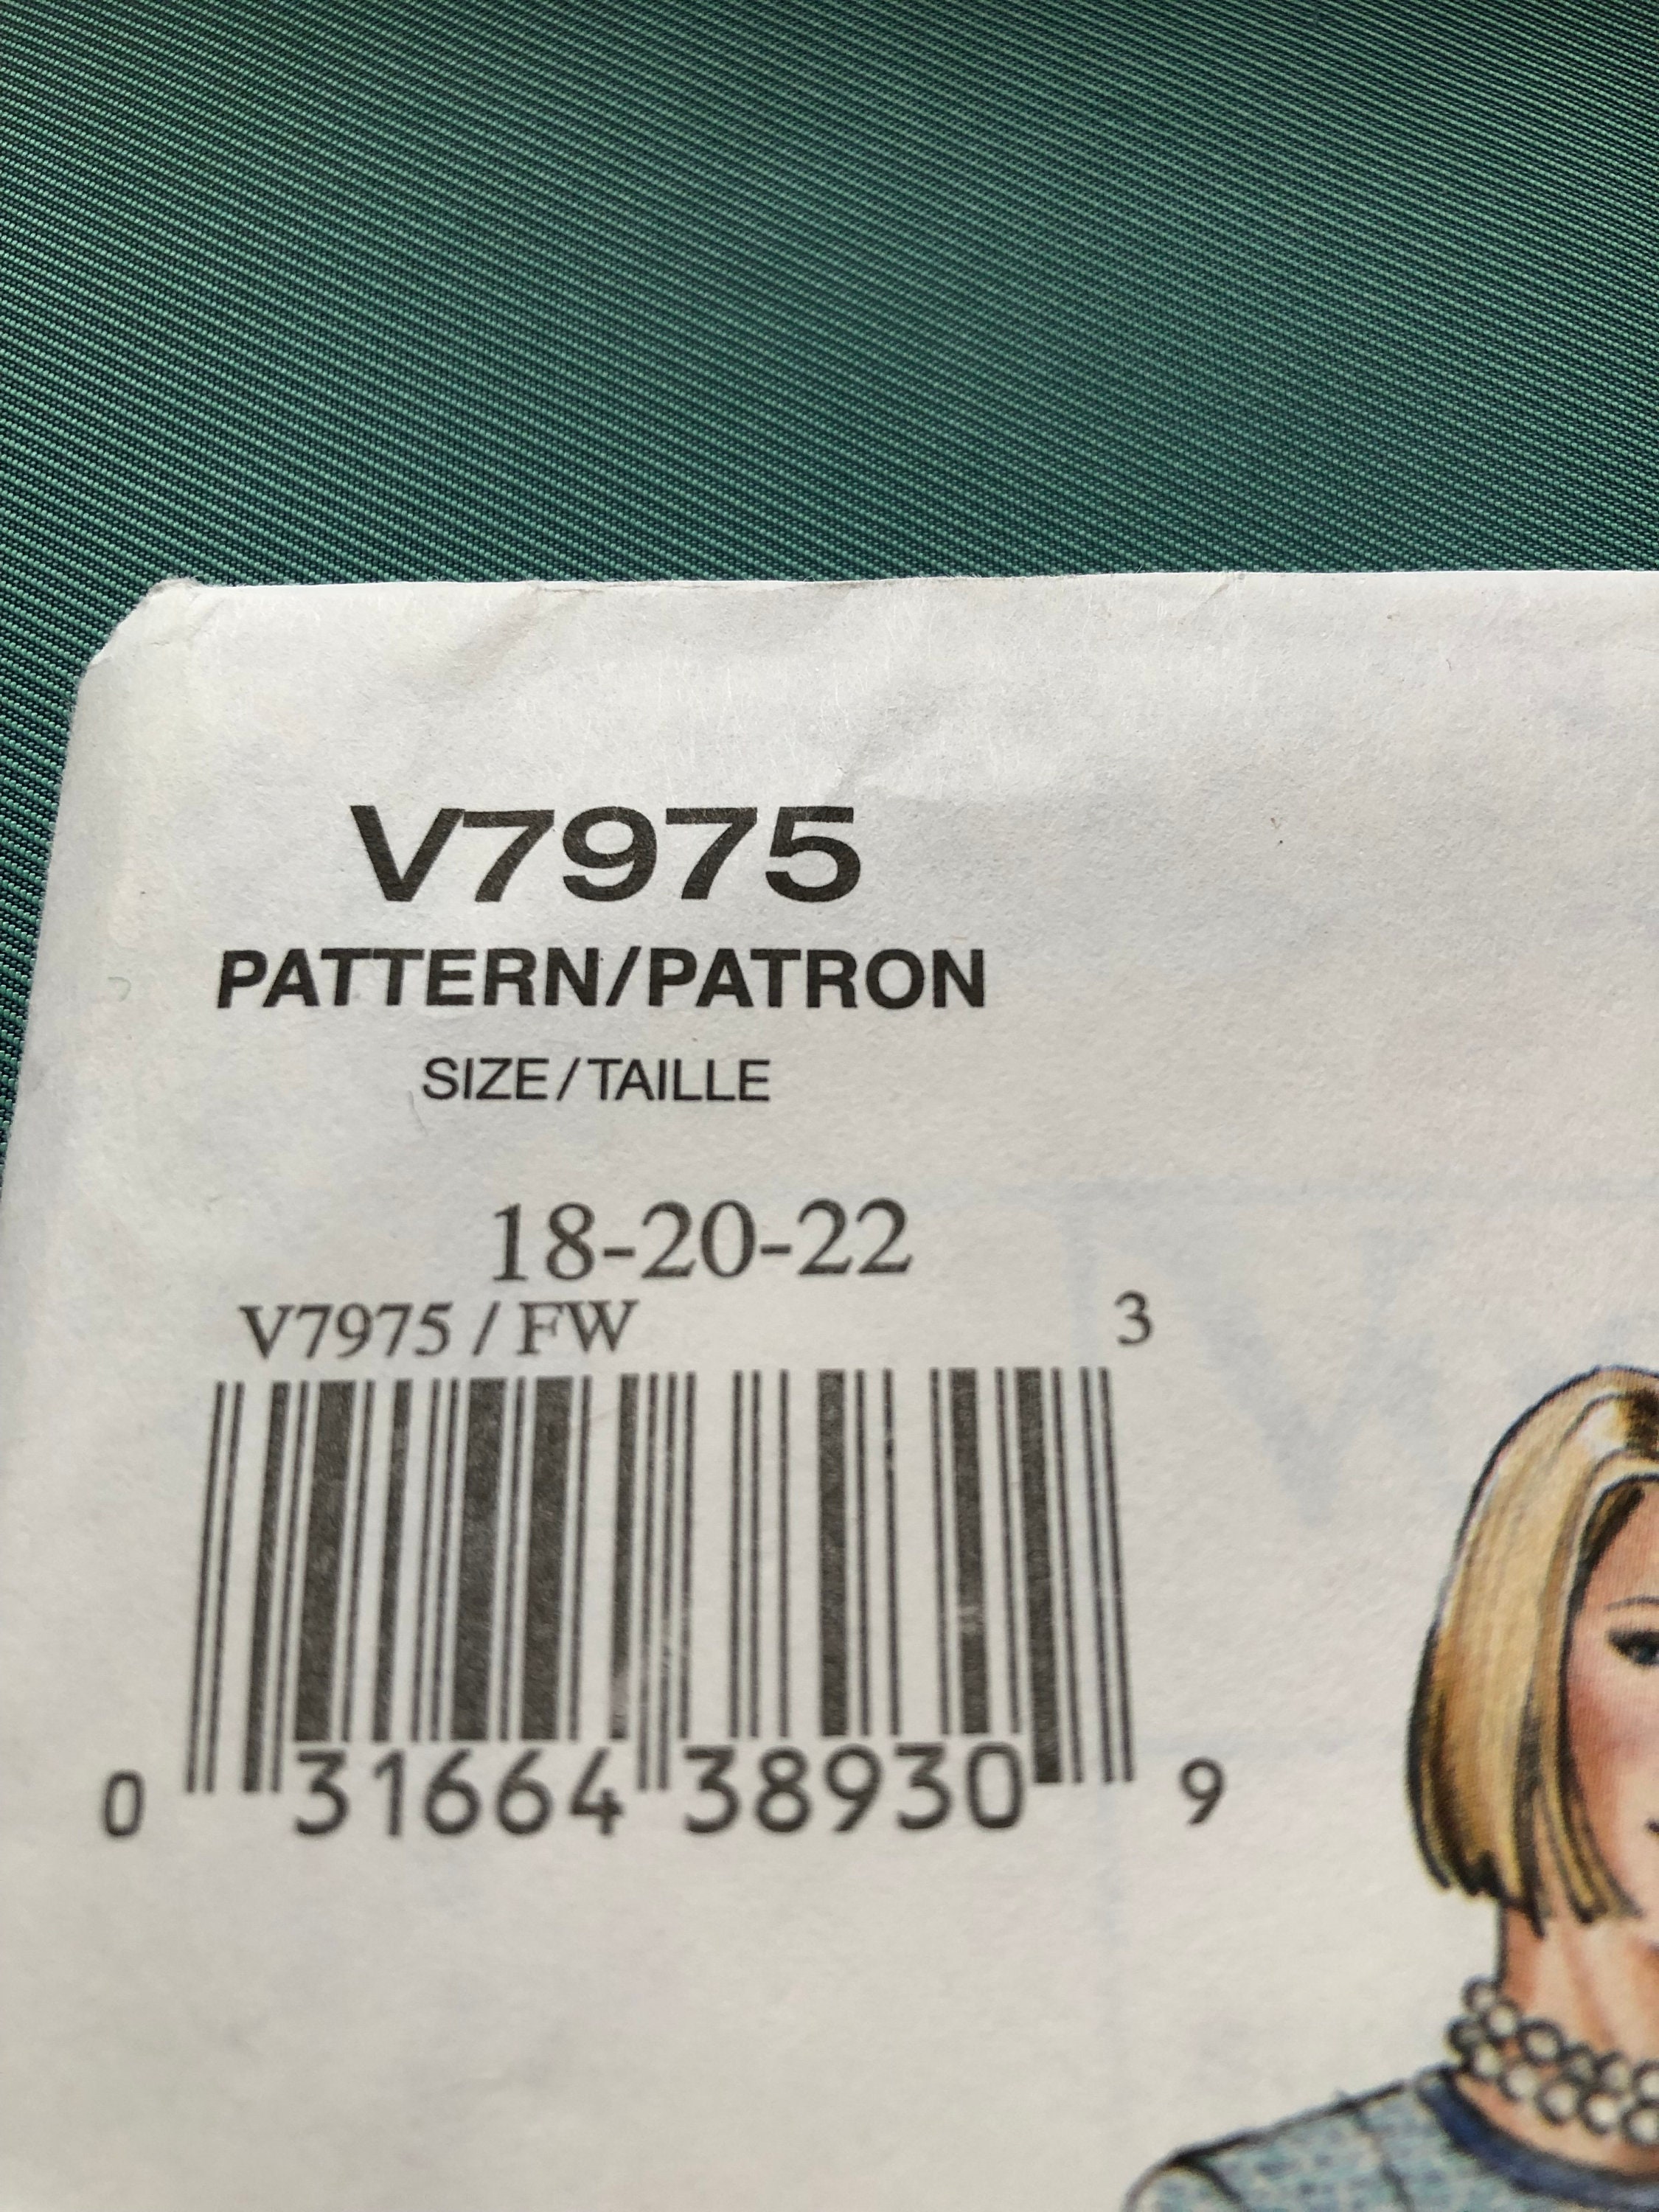 V7975
PATTERN/PATRON
SIZE/TAILLE
18-20-22
V7975 / FW 3
0 31664 38930 9